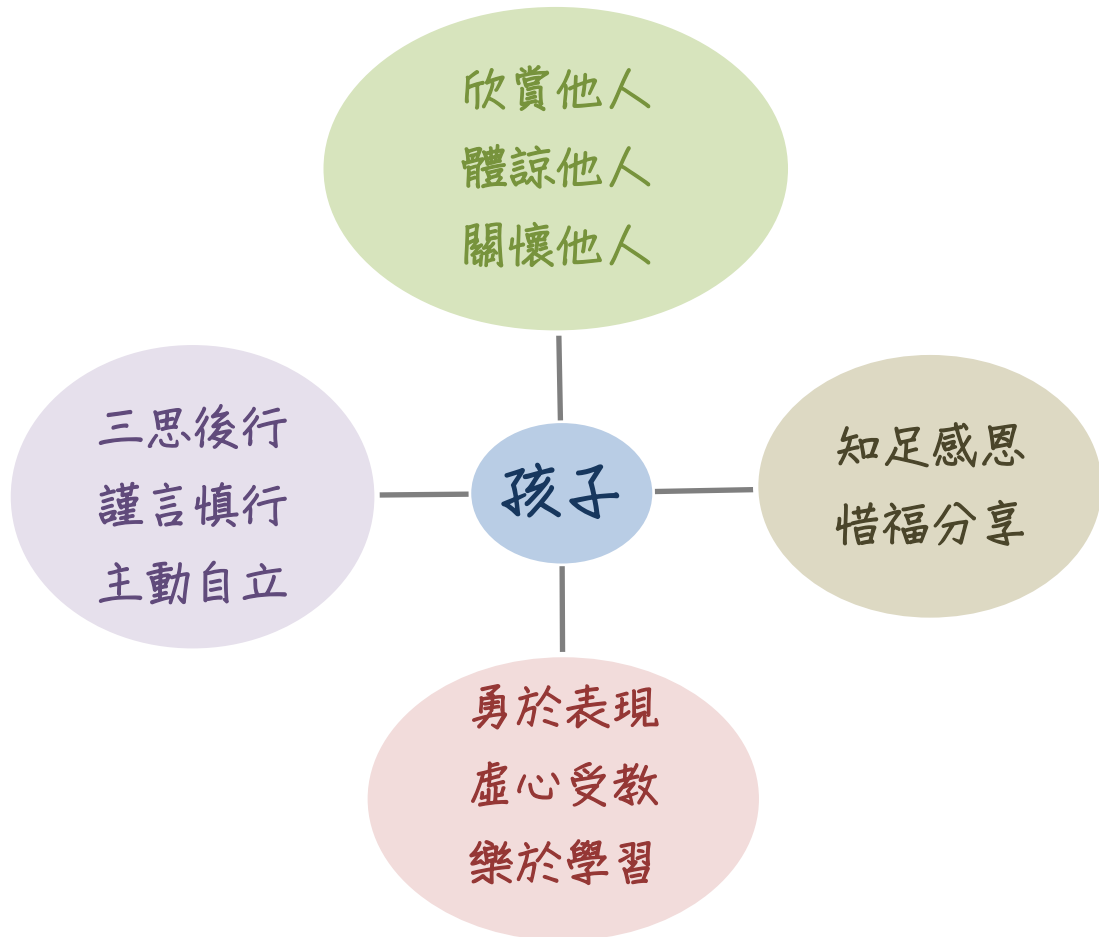 欣賞他人
體諒他人
關懷他人
三思後行
謹言慎行
主動自立
孩子
知足感恩
惜福分享
勇於表現
虛心受教
樂於學習